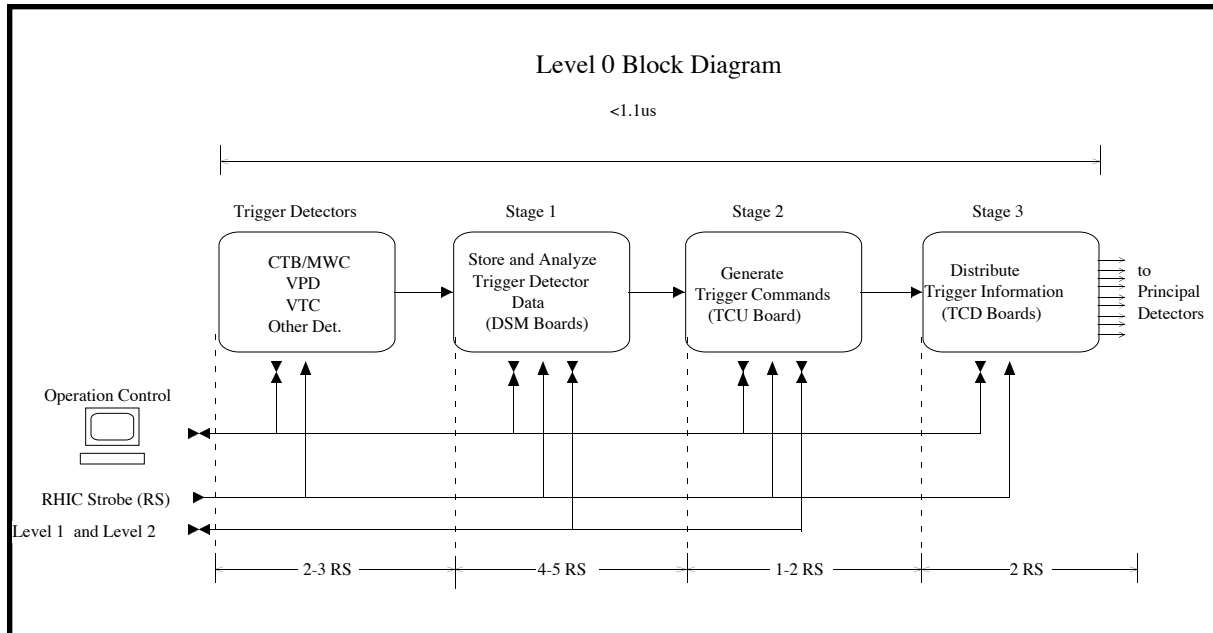 Level 0 Block Diagram
<1.1us
Trigger Detectors
Stage 1
Stage 2
Stage 3
CTB/MWC
VPD
VTC
Other Det.
Store and Analyze
Trigger Detector
Data
(DSM Boards)
Generate
Trigger Commands
(TCU Board)
Distribute
Trigger Information
(TCD Boards)
to
Principal
Detectors
Operation Control
RHIC Strobe (RS)
Level 1 and Level 2
2-3 RS
4-5 RS
1-2 RS
2 RS